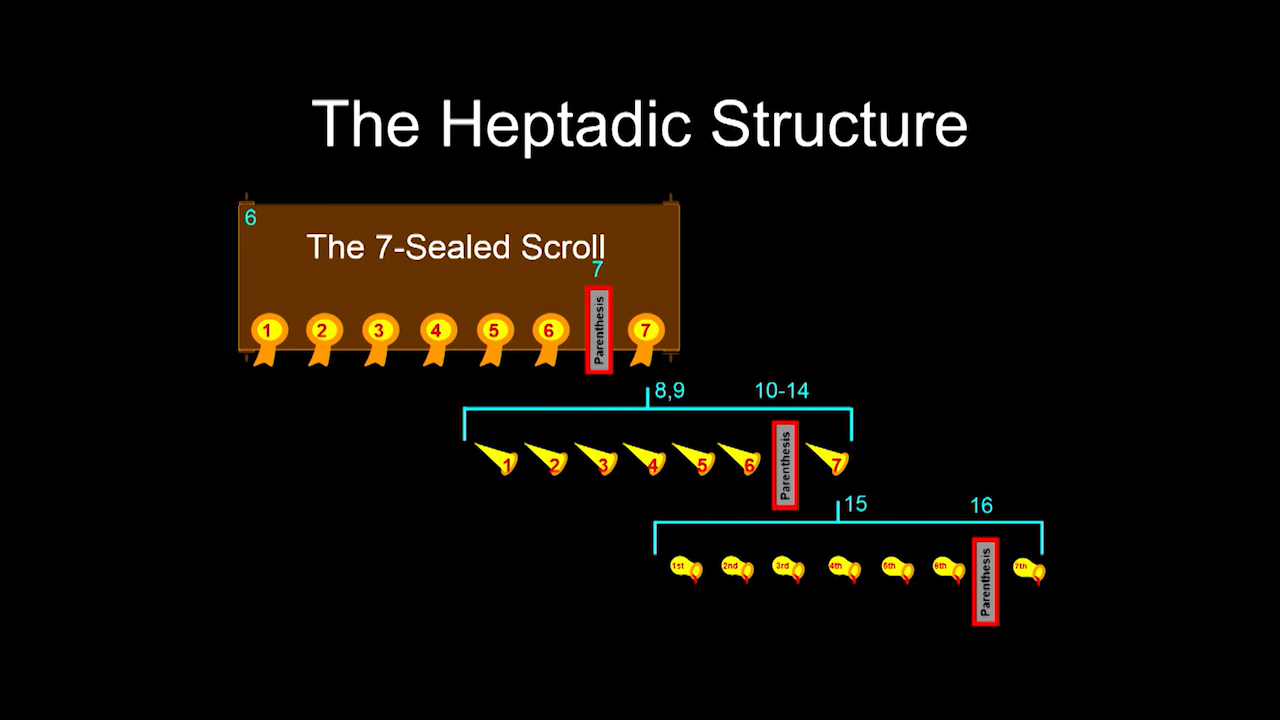 The Heptadic Structure
6
The 7-Sealed Scroll
7
1 2 3 4 5 6 Parenthesis 7
8,9 10-14
1 2 3 4 5 6 Parenthesis 7
15 16
1st 2nd 3rd 4th 5th 6th Parenthesis 7th